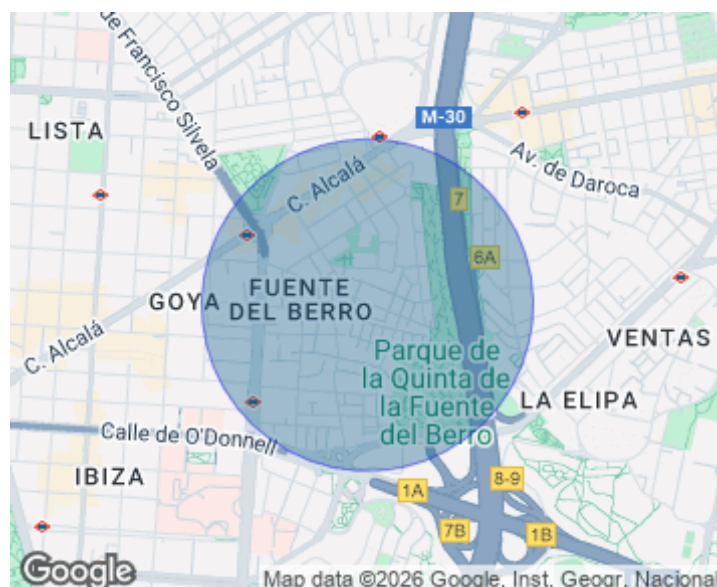 de Francisco Silvela
LISTA
M-30
C. Alcalá
Av. de Daroca
7
6A
GOYA
FUENTE
DEL BERRO
C. Alcalá
VENTAS
Parque de
la Quinta de
la Fuente
del Berro
LA ELIPA
Calle de O'Donnell
IBIZA
1A
8-9
7B
1B
Google
Map data ©2026 Google, Inst. Geogr. Nacional